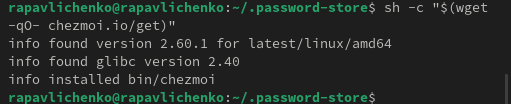 rapavlichenko@rapavlichenko:~/.password-store$ sh -c "$(wget
-qO- chezmoi.io/get)"
info found version 2.60.1 for latest/linux/amd64
info found glibc version 2.40
info installed bin/chezmoi
rapavlichenko@rapavlichenko:~/.password-store$